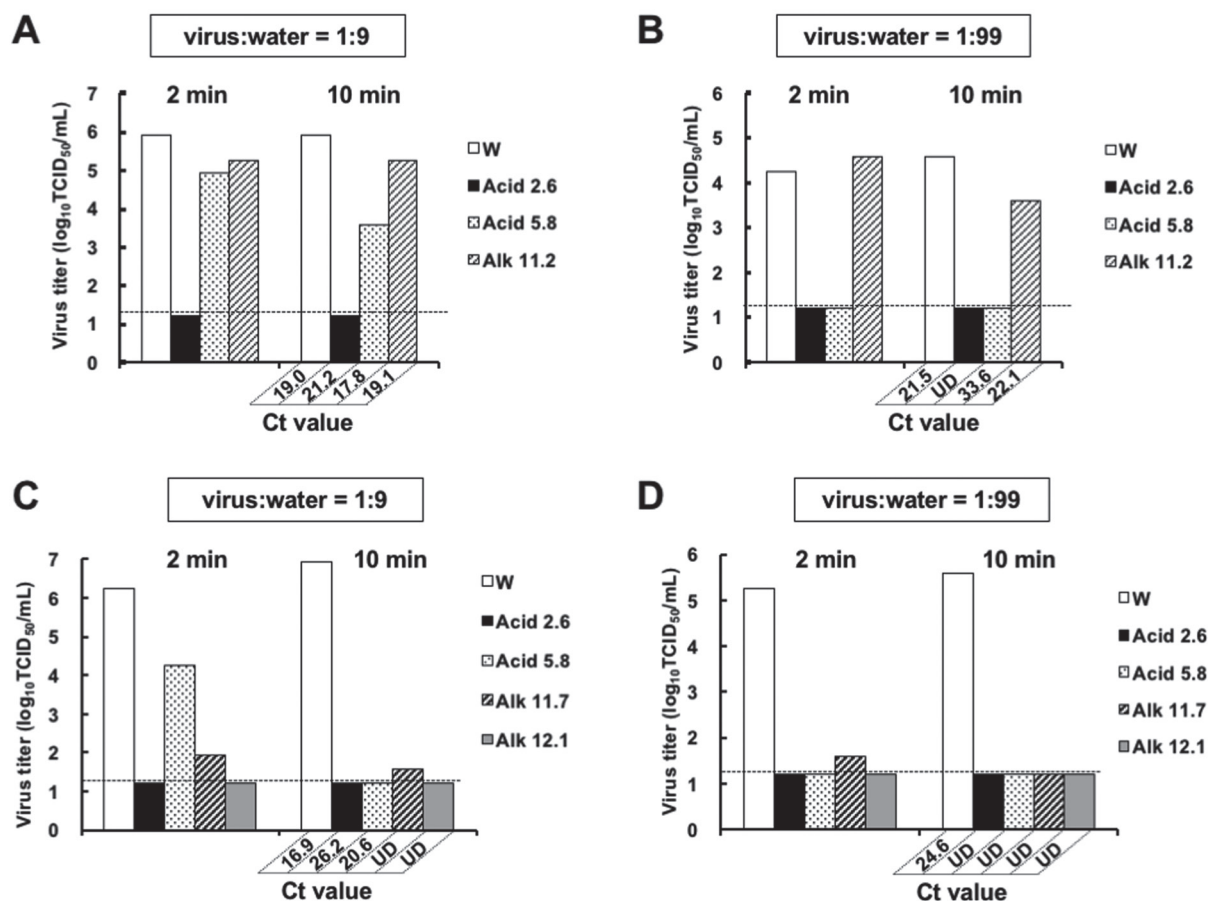 A
virus:water = 1:9
2 min
10 min
Virus titer (log₁₀TCID₅₀/mL)
7
6
5
4
3
2
1
0
W
Acid 2.6
Acid 5.8
Alk 11.2
19.0
21.2
17.8
19.1
Ct value
B
virus:water = 1:99
2 min
10 min
Virus titer (log₁₀TCID₅₀/mL)
6
5
4
3
2
1
0
W
Acid 2.6
Acid 5.8
Alk 11.2
21.5
UD
33.6
22.1
Ct value
C
virus:water = 1:9
2 min
10 min
Virus titer (log₁₀TCID₅₀/mL)
7
6
5
4
3
2
1
0
W
Acid 2.6
Acid 5.8
Alk 11.7
Alk 12.1
16.9
26.2
20.6
UD
UD
Ct value
D
virus:water = 1:99
2 min
10 min
Virus titer (log₁₀TCID₅₀/mL)
6
5
4
3
2
1
0
W
Acid 2.6
Acid 5.8
Alk 11.7
Alk 12.1
24.6
UD
UD
UD
UD
Ct value